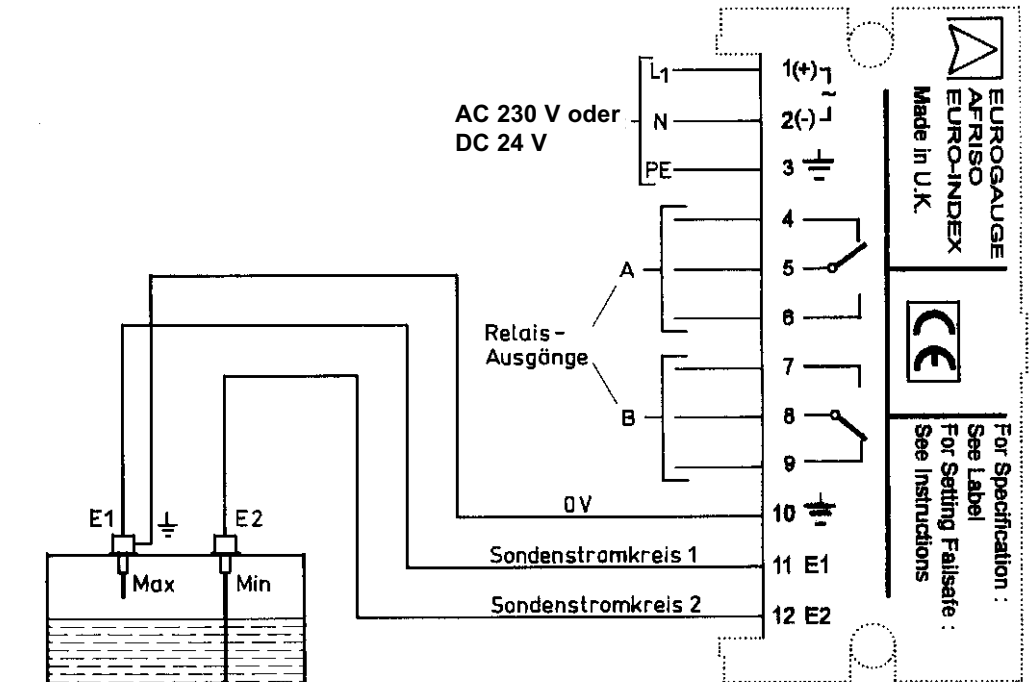 AC 230 V oder
DC 24 V
L1
N
PE
1(+)
~
2(-)
3
4
5
6
7
8
9
10
11 E1
12 E2
A
Relais-
Ausgänge
B
0V
Sondenstromkreis 1
Sondenstromkreis 2
E1
E2
Max
Min
EUROGAUGE
AFRISO
EURO-INDEX
Made in U.K.
CE
For Specification :
See Label
For Setting Failsafe :
See Instructions